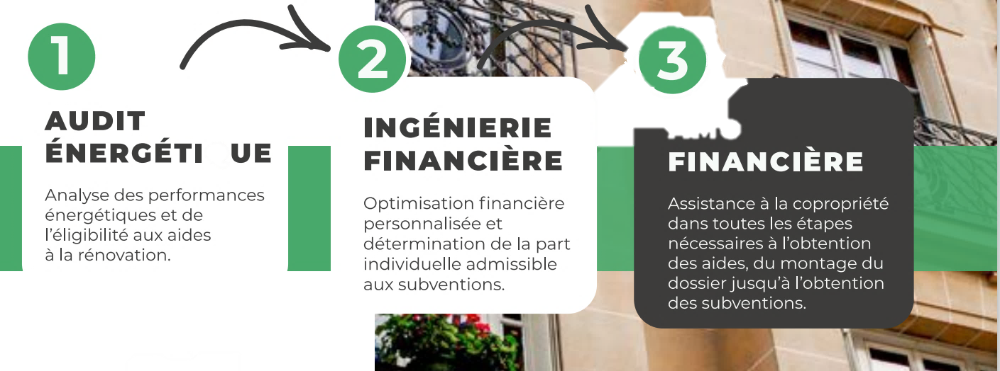 1
AUDIT
ÉNERGÉTI UE
Analyse des performances
énergétiques et de
l'éligibilité aux aides
à la rénovation.
2
INGÉNIERIE
FINANCIÈRE
Optimisation financière
personnalisée et
détermination de la part
individuelle admissible
aux subventions.
3
FINANCIÈRE
Assistance à la copropriété
dans toutes les étapes
nécessaires à l'obtention
des aides, du montage du
dossier jusqu'à l'obtention
des subventions.